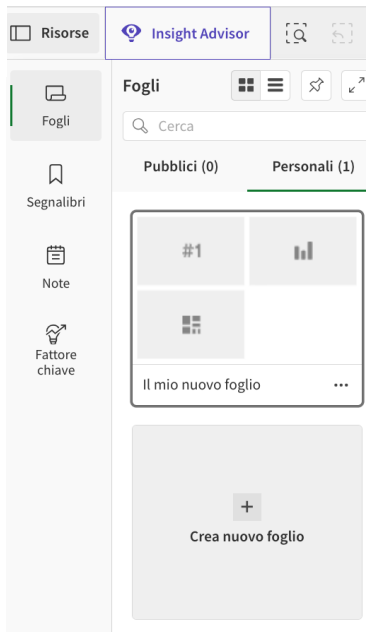 Risorse
Insight Advisor
Fogli
Fogli
Cerca
Pubblici (0)
Personali (1)
Segnalibri
Note
Fattore
chiave
#1
Il mio nuovo foglio
Crea nuovo foglio